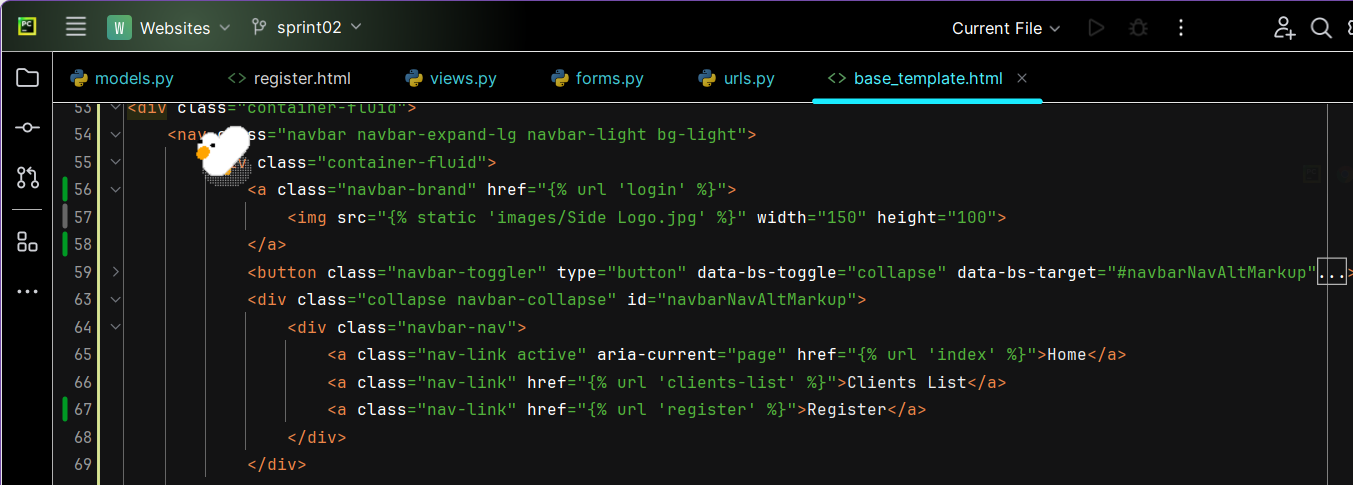 PC
W Websites sprint02 Current File
models.py register.html views.py forms.py urls.py base_template.html
53 <div class="container-fluid">
54 <nav class="navbar navbar-expand-lg navbar-light bg-light">
55 class="container-fluid">
56 <a class="navbar-brand" href="{% url 'login' %}">
57 <img src="{% static 'images/Side Logo.jpg' %}" width="150" height="100">
58 </a>
59 <button class="navbar-toggler" type="button" data-bs-toggle="collapse" data-bs-target="#navbarNavAltMarkup"...>
63 <div class="collapse navbar-collapse" id="navbarNavAltMarkup">
64 <div class="navbar-nav">
65 <a class="nav-link active" aria-current="page" href="{% url 'index' %}">Home</a>
66 <a class="nav-link" href="{% url 'clients-list' %}">Clients List</a>
67 <a class="nav-link" href="{% url 'register' %}">Register</a>
68 </div>
69 </div>